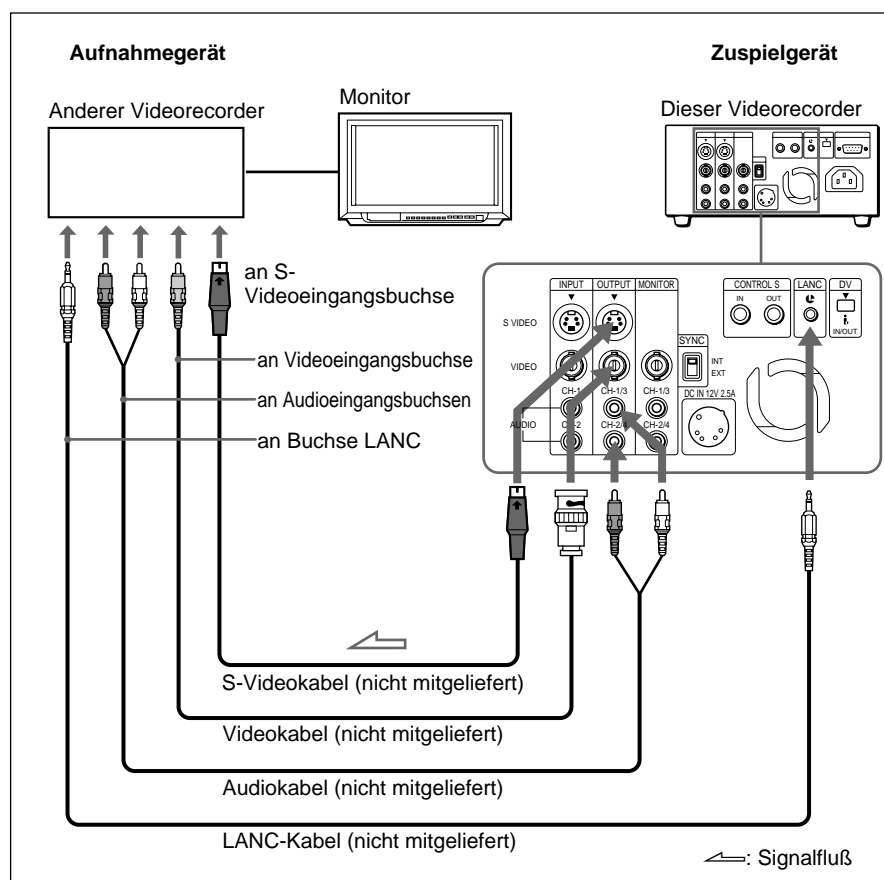 Aufnahmegerät
Zuspielgerät
Anderer Videorecorder
Monitor
Dieser Videorecorder
an S-
Videoeingangsbuchse
an Videoeingangsbuchse
an Audioeingangsbuchsen
an Buchse LANC
INPUT OUTPUT MONITOR
CONTROL S
IN OUT
LANC
DV
IN/OUT
S VIDEO
VIDEO
SYNC
INT
EXT
DC IN 12V 2.5A
CH-1 CH-1/3 CH-1/3
AUDIO
CH-2 CH-2/4 CH-2/4
S-Videokabel (nicht mitgeliefert)
Videokabel (nicht mitgeliefert)
Audiokabel (nicht mitgeliefert)
LANC-Kabel (nicht mitgeliefert)
: Signalfluß